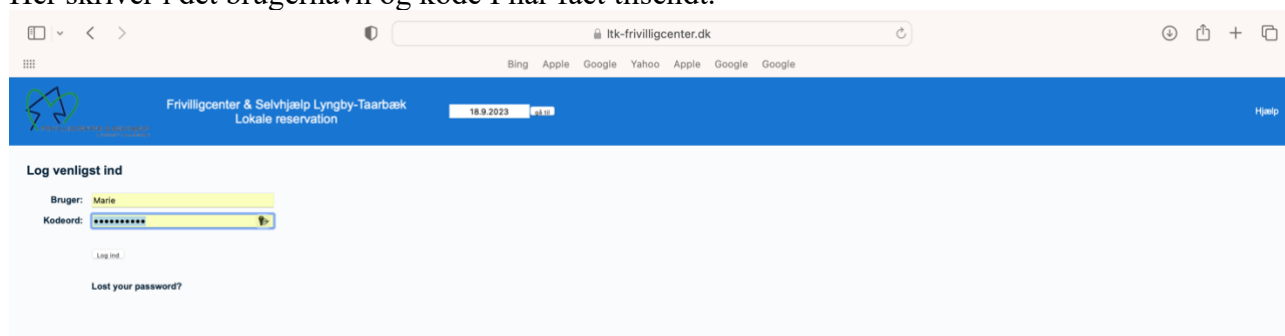 Her skriver i det brugernavn og kode I har fået tilsendt.
ltk-frivilligcenter.dk
Bing Apple Google Yahoo Apple Google Google
Frivilligcenter & Selvhjælp Lyngby-Taarbæk
Lokale reservation
18.9.2023 gå til
Hjælp
Log venligst ind
Bruger: Marie
Kodeord: ••••••••••
Log ind
Lost your password?